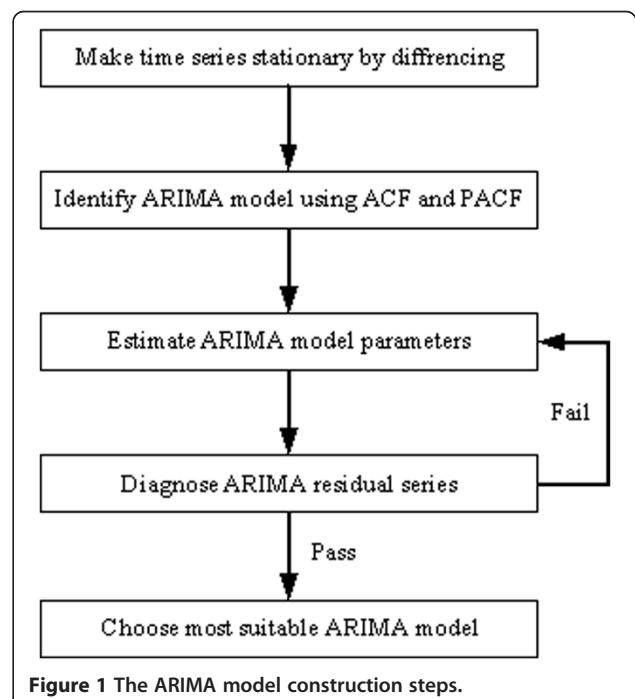 Make time series stationary by diffrencing
Identify ARIMA model using ACF and PACF
Estimate ARIMA model parameters
Fail
Diagnose ARIMA residual series
Pass
Choose most suitable ARIMA model
Figure 1 The ARIMA model construction steps.